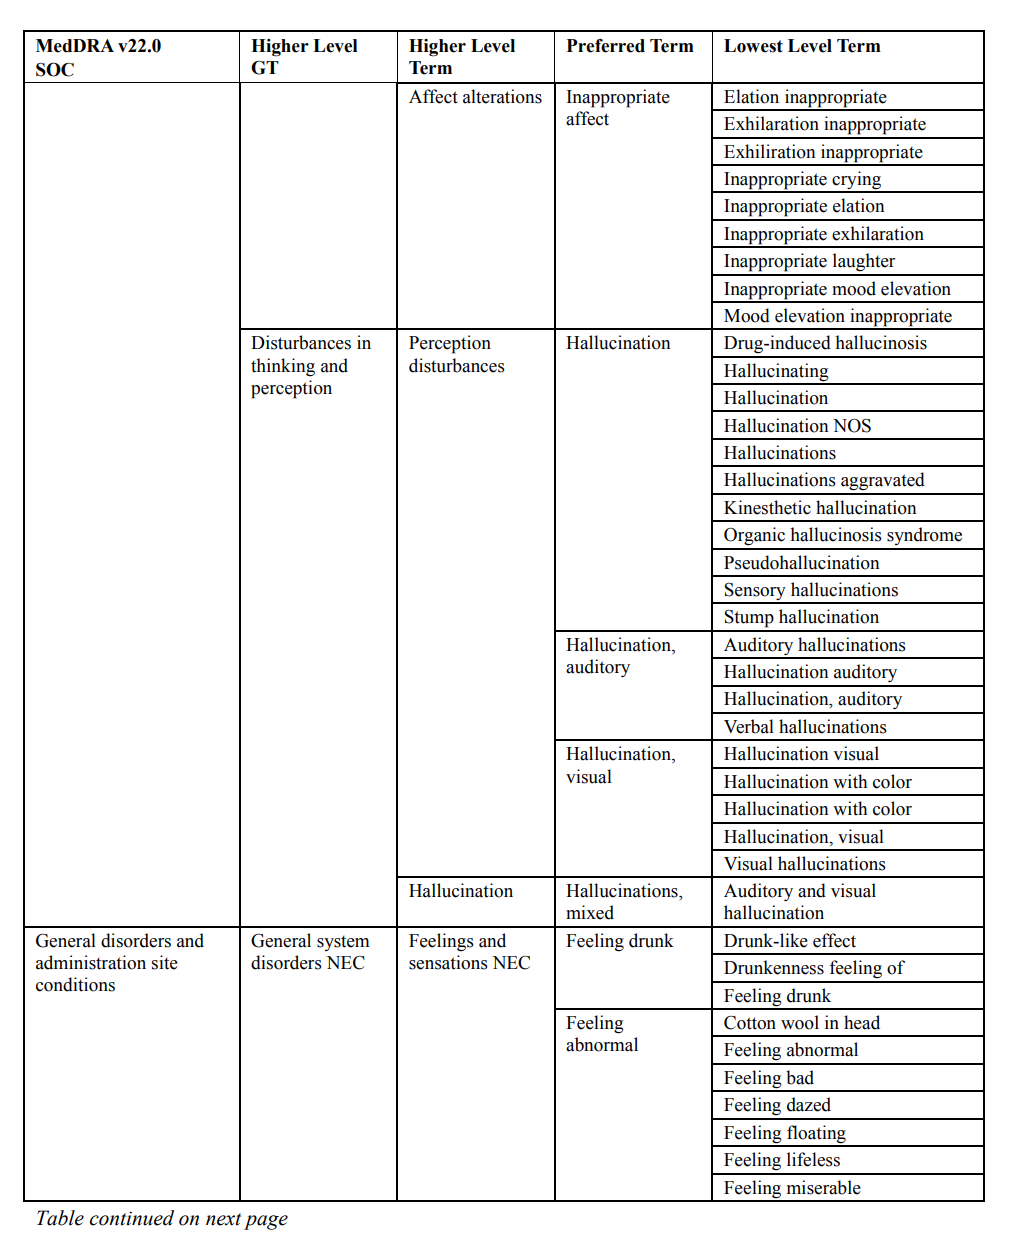 MedDRA v22.0 SOC | Higher Level GT | Higher Level Term | Preferred Term | Lowest Level Term
Affect alterations | Inappropriate affect | Elation inappropriate
Exhilaration inappropriate
Exhiliration inappropriate
Inappropriate crying
Inappropriate elation
Inappropriate exhilaration
Inappropriate laughter
Inappropriate mood elevation
Mood elevation inappropriate
Disturbances in thinking and perception | Perception disturbances | Hallucination | Drug-induced hallucinosis
Hallucinating
Hallucination
Hallucination NOS
Hallucinations
Hallucinations aggravated
Kinesthetic hallucination
Organic hallucinosis syndrome
Pseudohallucination
Sensory hallucinations
Stump hallucination
Hallucination, auditory | Auditory hallucinations
Hallucination auditory
Hallucination, auditory
Verbal hallucinations
Hallucination, visual | Hallucination visual
Hallucination with color
Hallucination with color
Hallucination, visual
Visual hallucinations
Hallucination | Hallucinations, mixed | Auditory and visual hallucination
General disorders and administration site conditions | General system disorders NEC | Feelings and sensations NEC | Feeling drunk | Drunk-like effect
Drunkenness feeling of
Feeling drunk
Feeling abnormal | Cotton wool in head
Feeling abnormal
Feeling bad
Feeling dazed
Feeling floating
Feeling lifeless
Feeling miserable
Table continued on next page